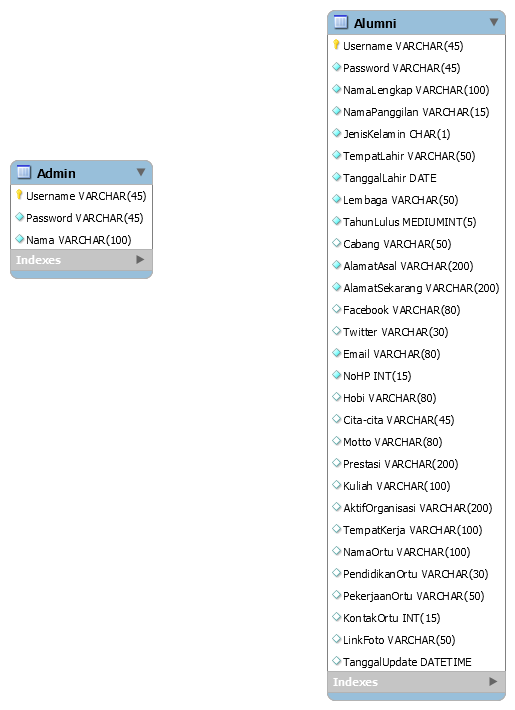 Admin
Username VARCHAR(45)
Password VARCHAR(45)
Nama VARCHAR(100)
Indexes
Alumni
Username VARCHAR(45)
Password VARCHAR(45)
NamaLengkap VARCHAR(100)
NamaPanggilan VARCHAR(15)
JenisKelamin CHAR(1)
TempatLahir VARCHAR(50)
TanggalLahir DATE
Lembaga VARCHAR(50)
TahunLulus MEDIUMINT(5)
Cabang VARCHAR(50)
AlamatAsal VARCHAR(200)
AlamatSekarang VARCHAR(200)
Facebook VARCHAR(80)
Twitter VARCHAR(30)
Email VARCHAR(80)
NoHP INT(15)
Hobi VARCHAR(80)
Cita-cita VARCHAR(45)
Motto VARCHAR(80)
Prestasi VARCHAR(200)
Kuliah VARCHAR(100)
AktifOrganisasi VARCHAR(200)
TempatKerja VARCHAR(100)
NamaOrtu VARCHAR(100)
PendidikanOrtu VARCHAR(30)
PekerjaanOrtu VARCHAR(50)
KontakOrtu INT(15)
LinkFoto VARCHAR(50)
TanggalUpdate DATETIME
Indexes